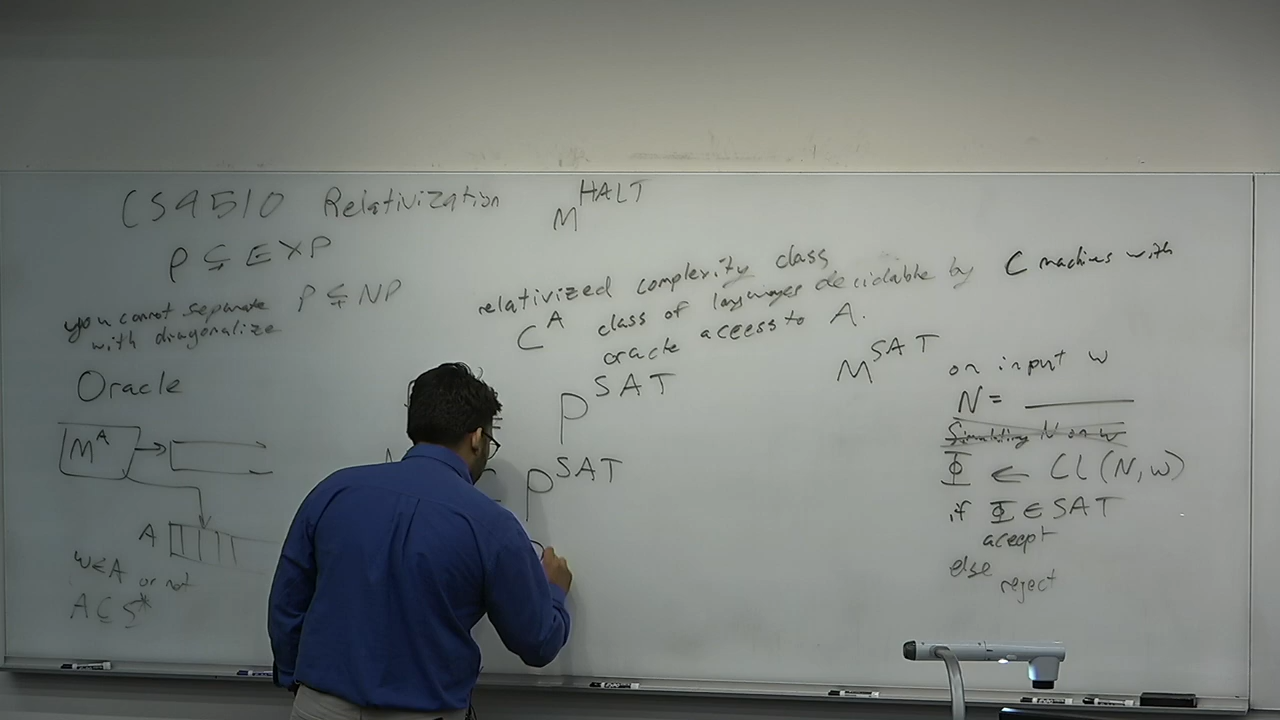 CS4510 Relativization
M^HALT
P ⊊ EXP
you cannot separate P ⊊ NP
with diagonalize
Oracle
M^A
A
w∈A or not
A⊆Σ*
relativized complexity class
C^A class of languages decidable by C machines with
oracle access to A.
P^SAT
⊆ P^SAT
M^SAT on input w
N = ______
Simulating N on w
Φ ← CL(N,w)
if Φ ∈ SAT
accept
else
reject